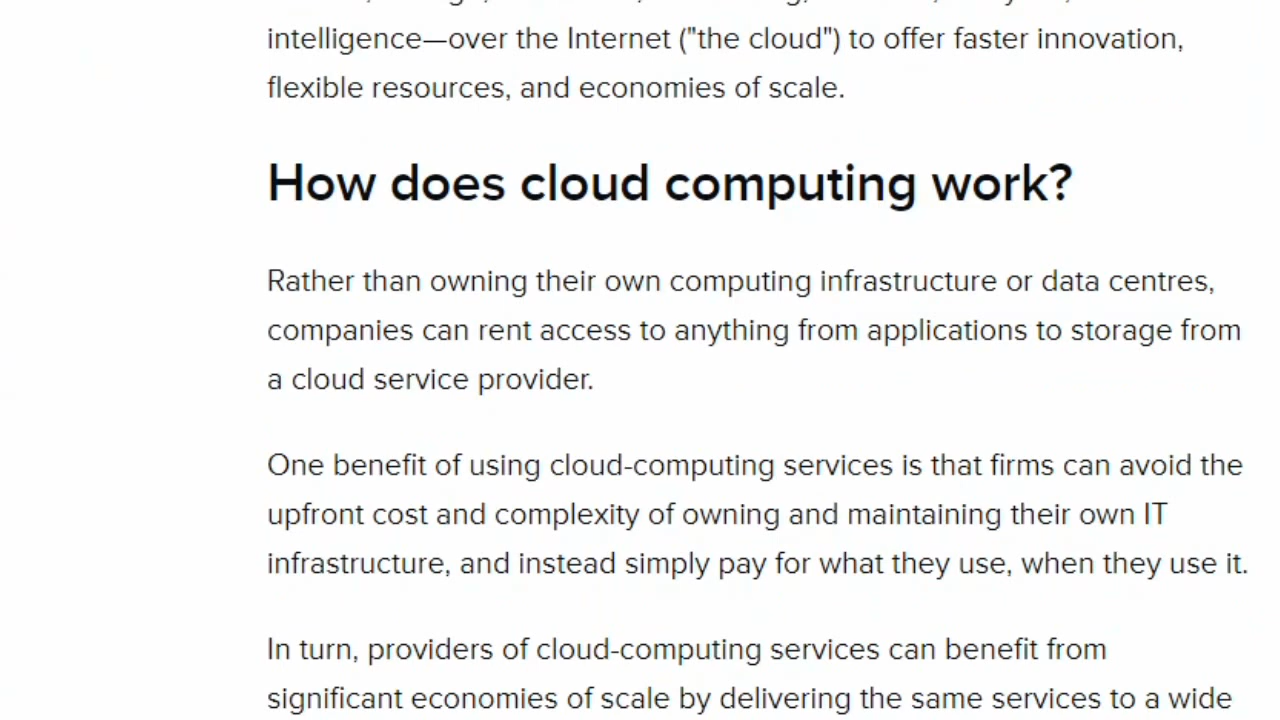 intelligence—over the Internet ("the cloud") to offer faster innovation,
flexible resources, and economies of scale.
How does cloud computing work?
Rather than owning their own computing infrastructure or data centres,
companies can rent access to anything from applications to storage from
a cloud service provider.
One benefit of using cloud-computing services is that firms can avoid the
upfront cost and complexity of owning and maintaining their own IT
infrastructure, and instead simply pay for what they use, when they use it.
In turn, providers of cloud-computing services can benefit from
significant economies of scale by delivering the same services to a wide